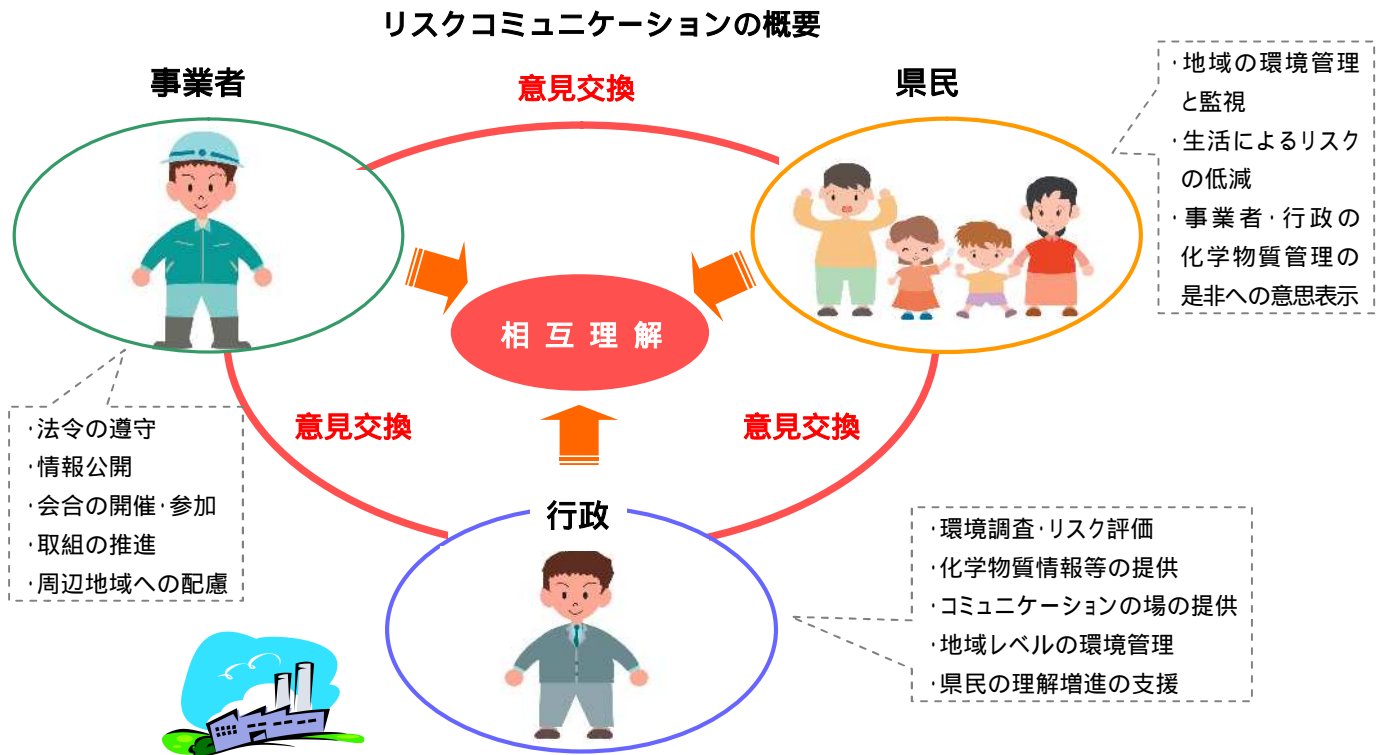 リスクコミュニケーションの概要
事業者
意見交換
県民
・地域の環境管理
と監視
・生活によるリスク
の低減
・事業者・行政の
化学物質管理の
是非への意思表示
相互理解
・法令の遵守
・情報公開
・会合の開催・参加
・取組の推進
・周辺地域への配慮
意見交換
意見交換
行政
・環境調査・リスク評価
・化学物質情報等の提供
・コミュニケーションの場の提供
・地域レベルの環境管理
・県民の理解増進の支援